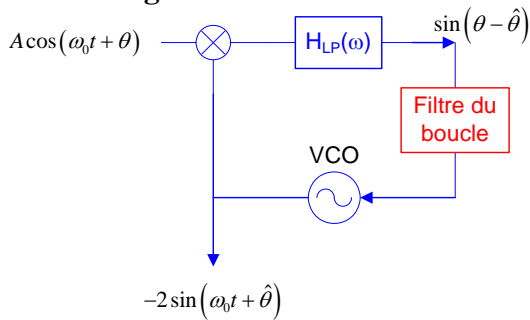 A cos(ω₀t + θ)
H_LP(ω)
sin(θ − θ̂)
Filtre du
boucle
VCO
−2 sin(ω₀t + θ̂)